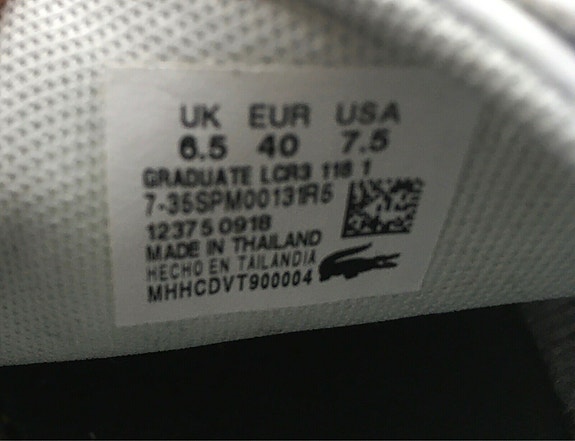 UK EUR USA
6.5 40 7.5
GRADUATE LCR3 118 1
7-35SPM00131R5
12375 0918
MADE IN THAILAND
HECHO EN TAILANDIA
MHHCDVT900004